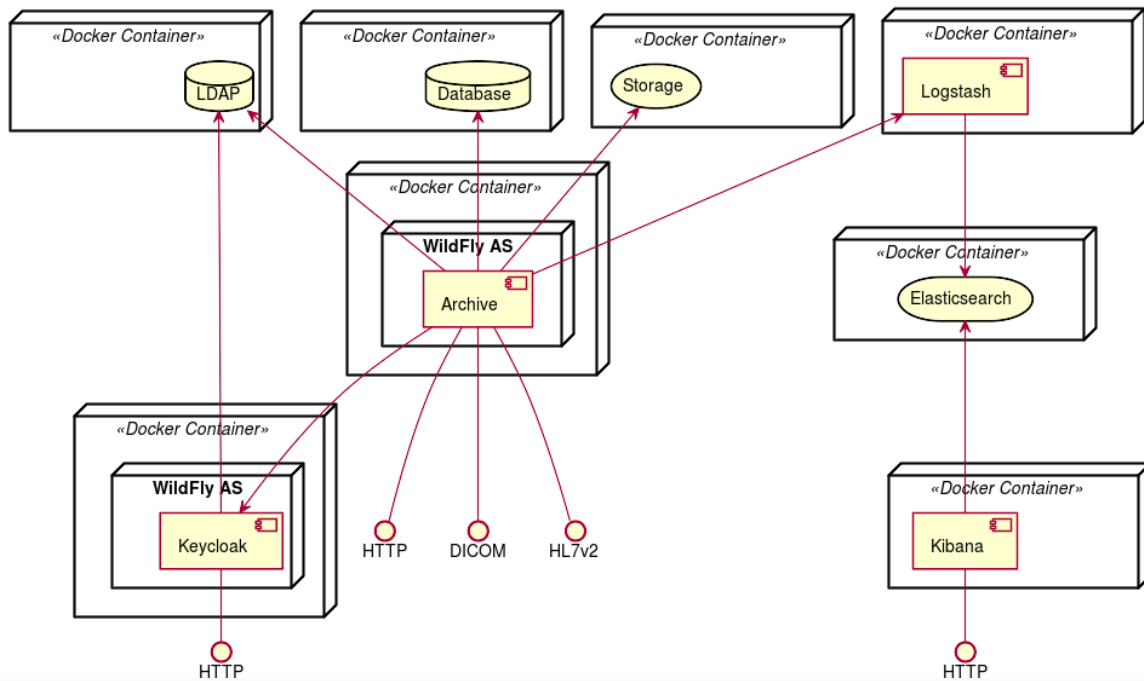 «Docker Container»
LDAP
«Docker Container»
Database
«Docker Container»
Storage
«Docker Container»
Logstash
«Docker Container»
WildFly AS
Archive
«Docker Container»
Elasticsearch
«Docker Container»
WildFly AS
Keycloak
HTTP
DICOM
HL7v2
«Docker Container»
Kibana
HTTP
HTTP